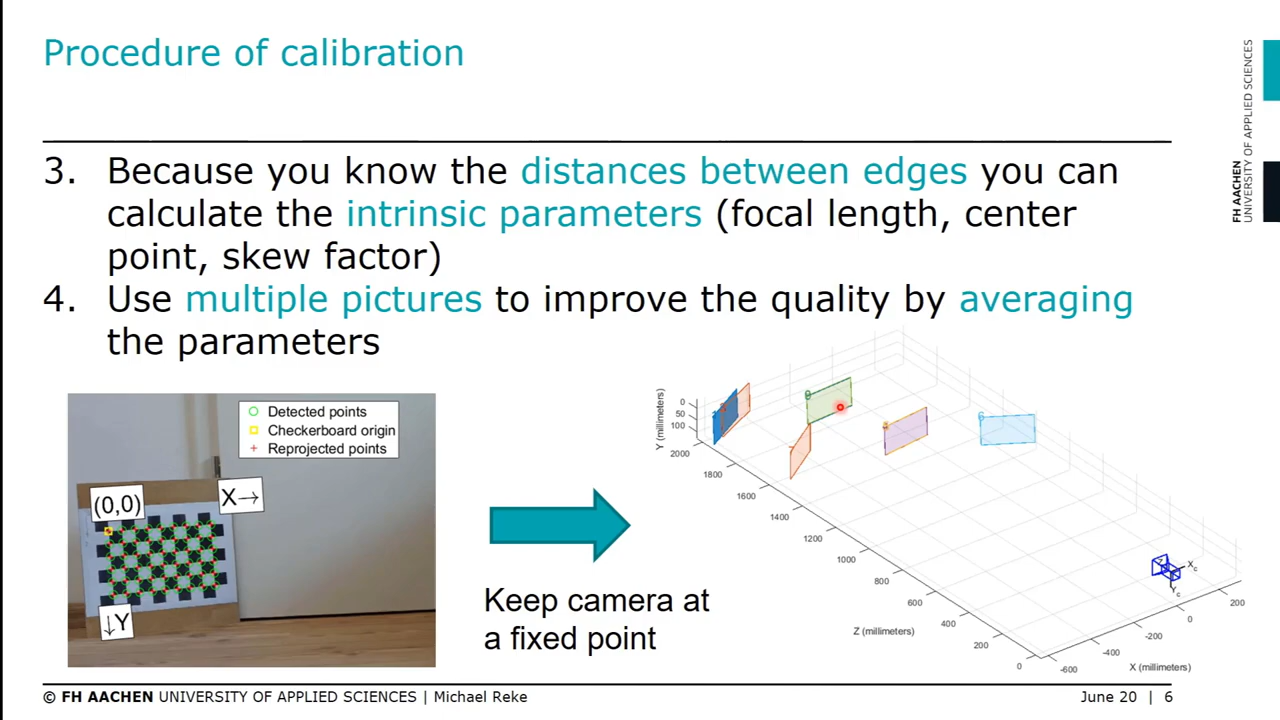 Procedure of calibration
FH AACHEN
UNIVERSITY OF APPLIED SCIENCES
3. Because you know the distances between edges you can
calculate the intrinsic parameters (focal length, center
point, skew factor)
4. Use multiple pictures to improve the quality by averaging
the parameters
Detected points
Checkerboard origin
Reprojected points
(0,0)
X→
↓Y
Keep camera at
a fixed point
Y (millimeters)
0
50
100
2000
1800
1600
1400
1200
1000
800
600
400
200
0
Z (millimeters)
-600
-400
-200
0
200
X (millimeters)
6
Xc
Yc
© FH AACHEN UNIVERSITY OF APPLIED SCIENCES | Michael Reke
June 20 | 6